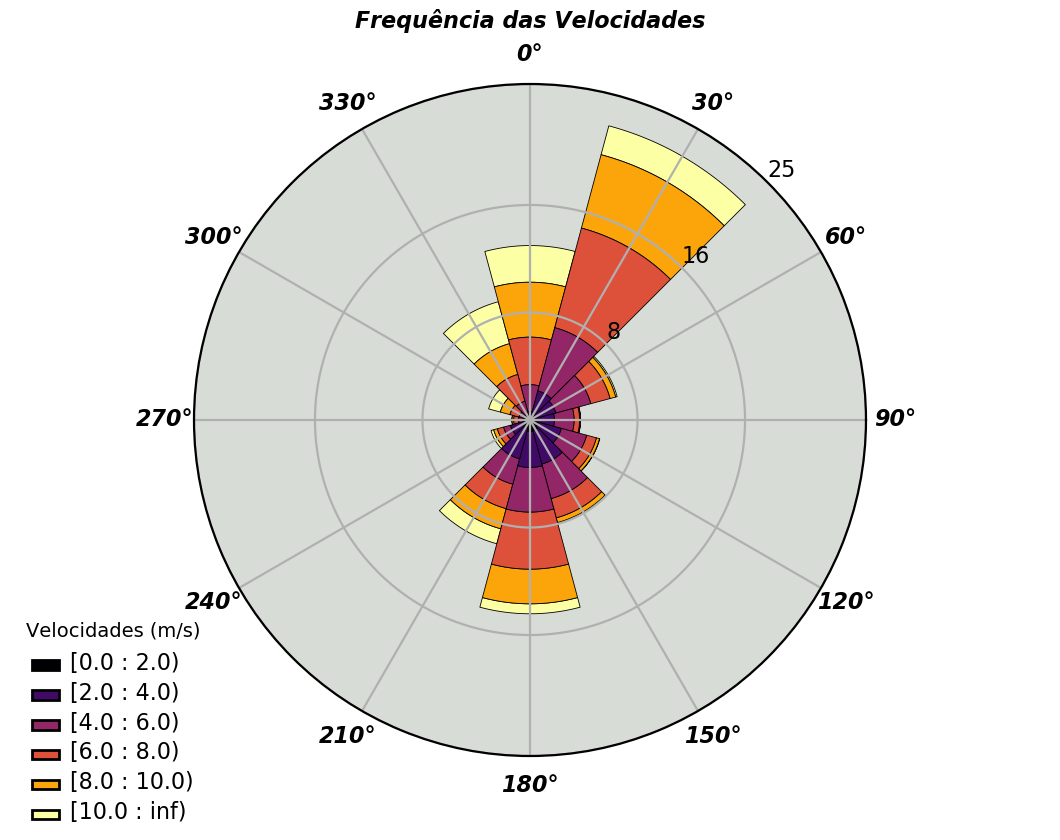 Frequência das Velocidades
0°
330°
30°
25
300°
60°
16
8
270°
90°
240°
120°
210°
150°
180°
Velocidades (m/s)
[0.0 : 2.0)
[2.0 : 4.0)
[4.0 : 6.0)
[6.0 : 8.0)
[8.0 : 10.0)
[10.0 : inf)